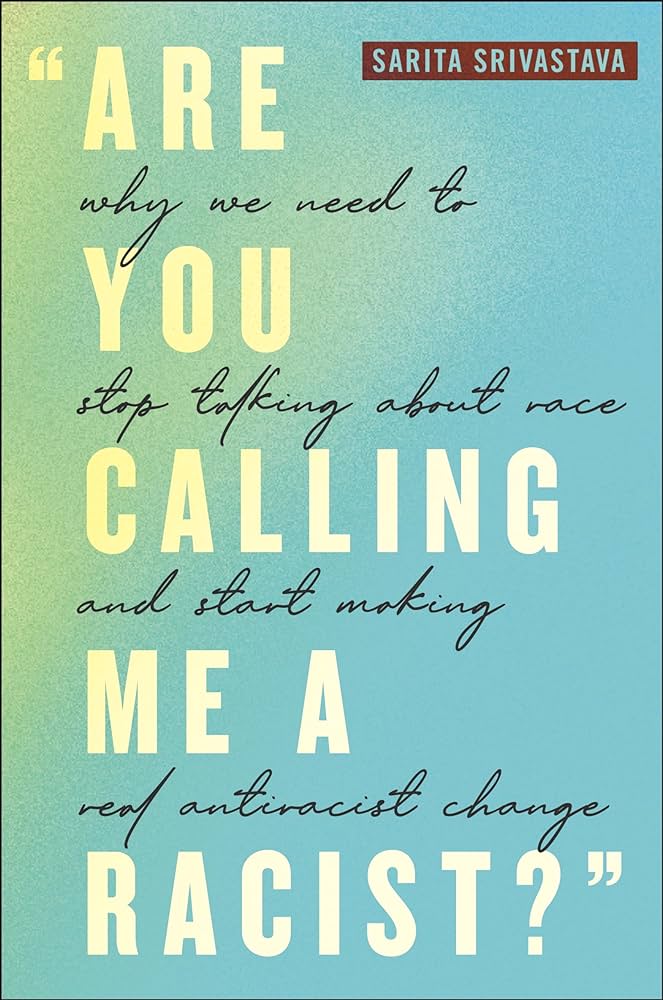 SARITA SRIVASTAVA
“ARE
why we need to
YOU
stop talking about race
CALLING
and start making
ME A
real antiracist change
RACIST?”